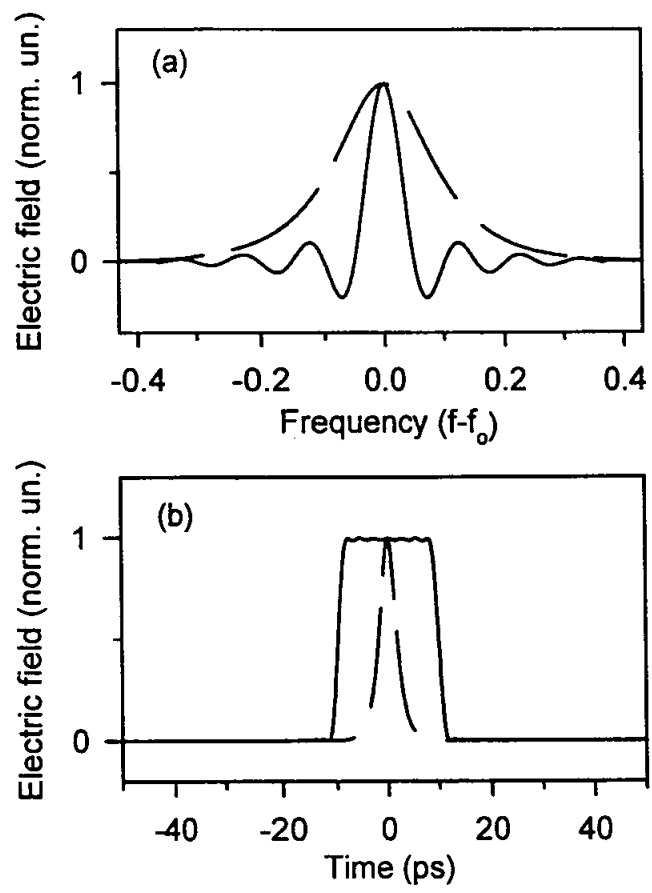 (a)
Electric field (norm. un.)
1
0
-0.4 -0.2 0.0 0.2 0.4
Frequency (f-fₒ)
(b)
Electric field (norm. un.)
1
0
-40 -20 0 20 40
Time (ps)